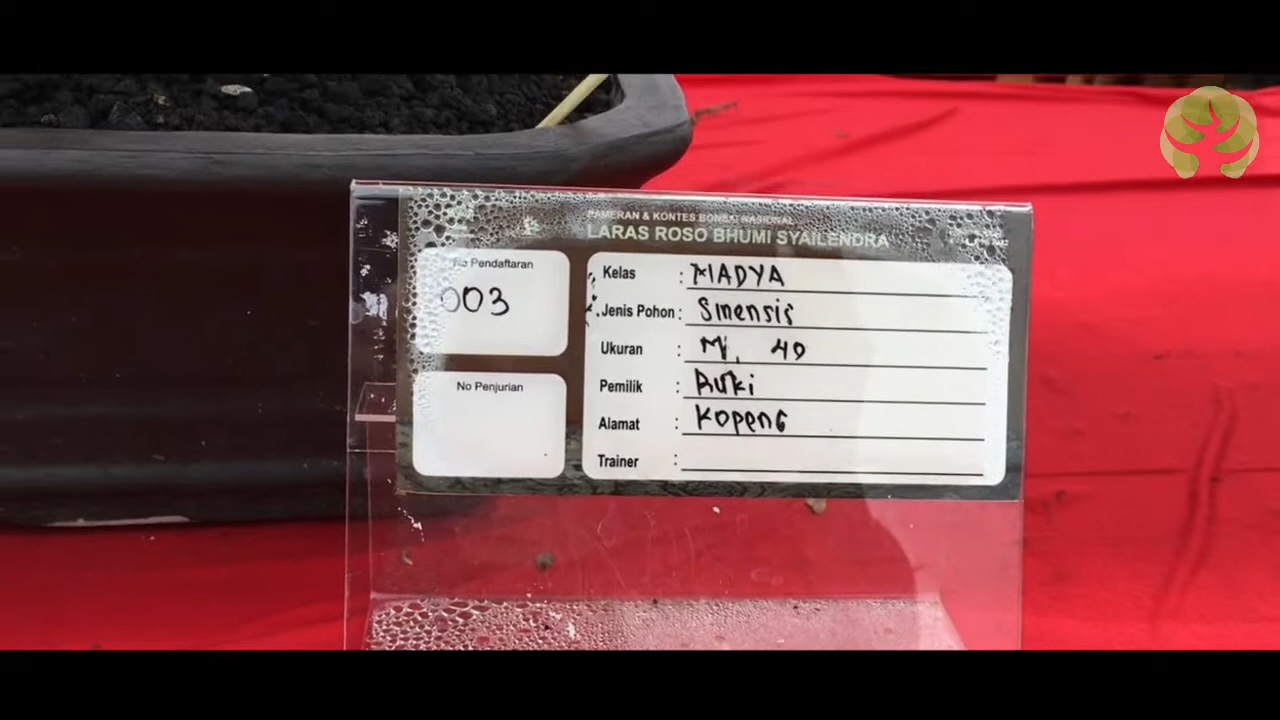 PAMERAN & KONTES BONSAI NASIONAL
LARAS ROSO BHUMI SYAILENDRA
No Pendaftaran
003
No Penjurian
Kelas : MADYA
Jenis Pohon : Sinensis
Ukuran : M. 40
Pemilik : Ruki
Alamat : Kopeng
Trainer :